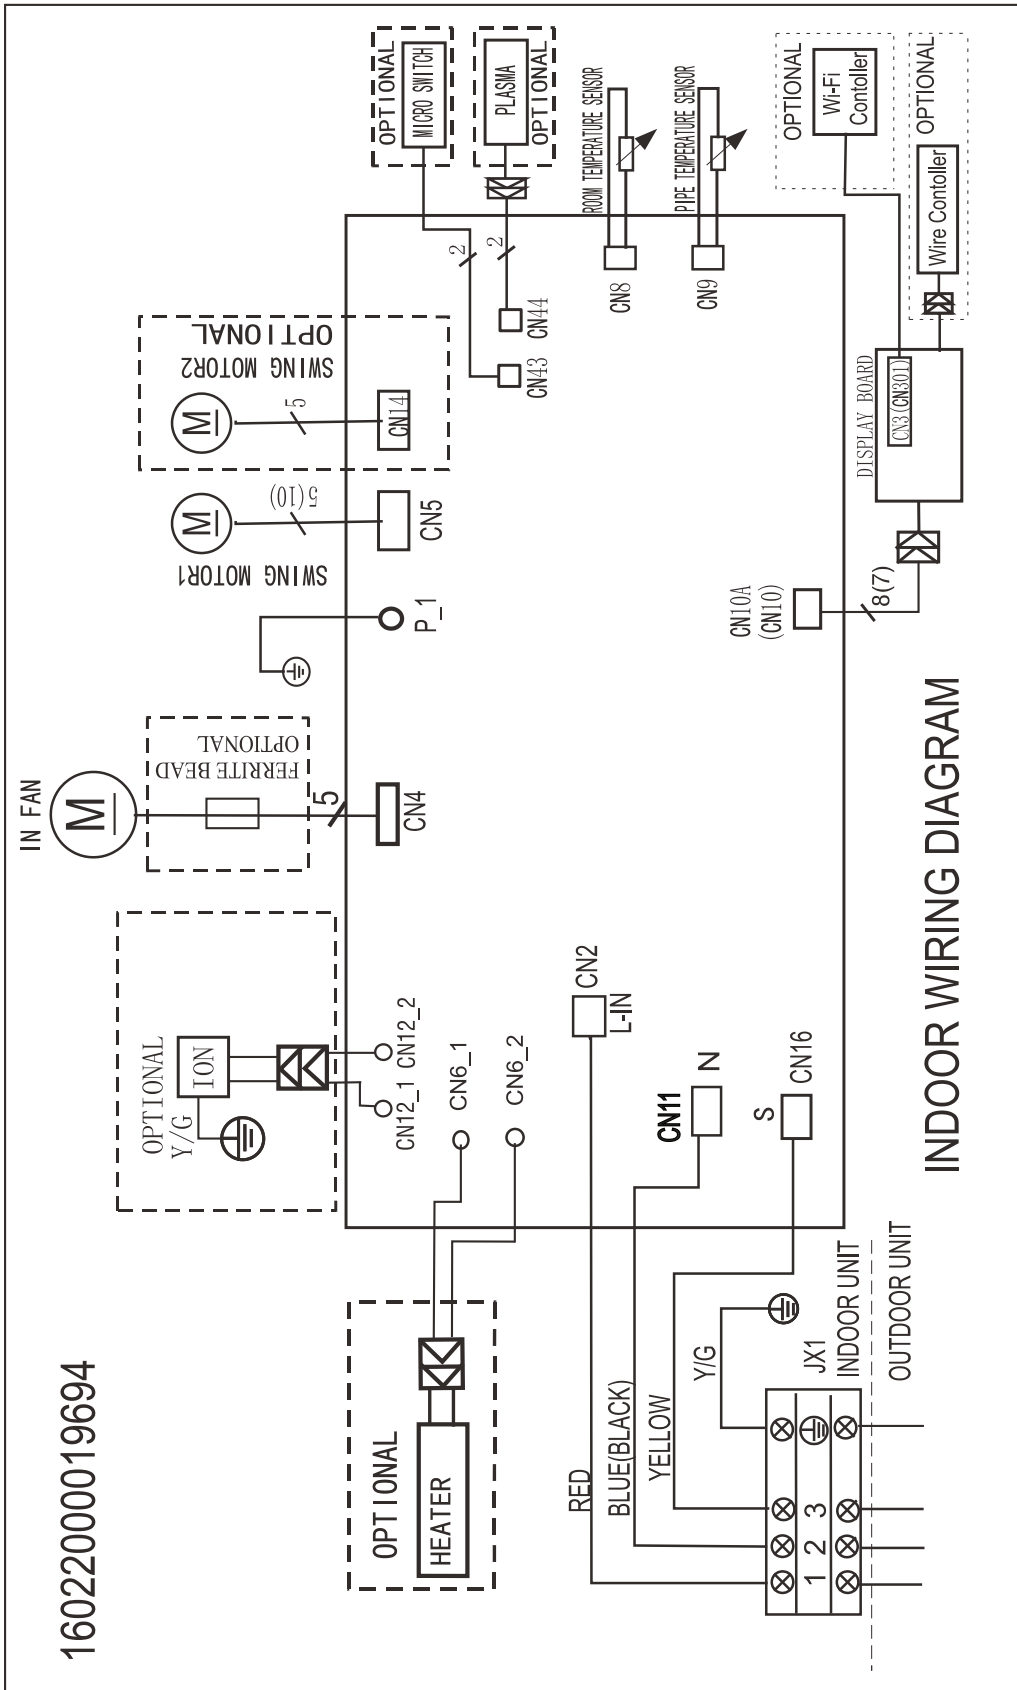 16022000019694
OPTIONAL
HEATER
OPTIONAL
Y/G
ION
CN12_1
CN12_2
CN6_1
CN6_2
IN FAN
M
FERRITE BEAD
OPTIONAL
5
CN4
P_1
SWING MOTOR1
M
5(10)
CN5
SWING MOTOR2
OPTIONAL
M
5
CN14
OPTIONAL
MICRO SWITCH
2
CN43
PLASMA
OPTIONAL
2
CN44
ROOM TEMPERATURE SENSOR
CN8
PIPE TEMPERATURE SENSOR
CN9
OPTIONAL
Wi-Fi
Contoller
OPTIONAL
Wire Contoller
DISPLAY BOARD
CN3(CN301)
CN10A
(CN10)
8(7)
CN2
L-IN
CN11
N
S
CN16
RED
BLUE(BLACK)
YELLOW
Y/G
JX1
1 2 3
INDOOR UNIT
OUTDOOR UNIT
INDOOR WIRING DIAGRAM